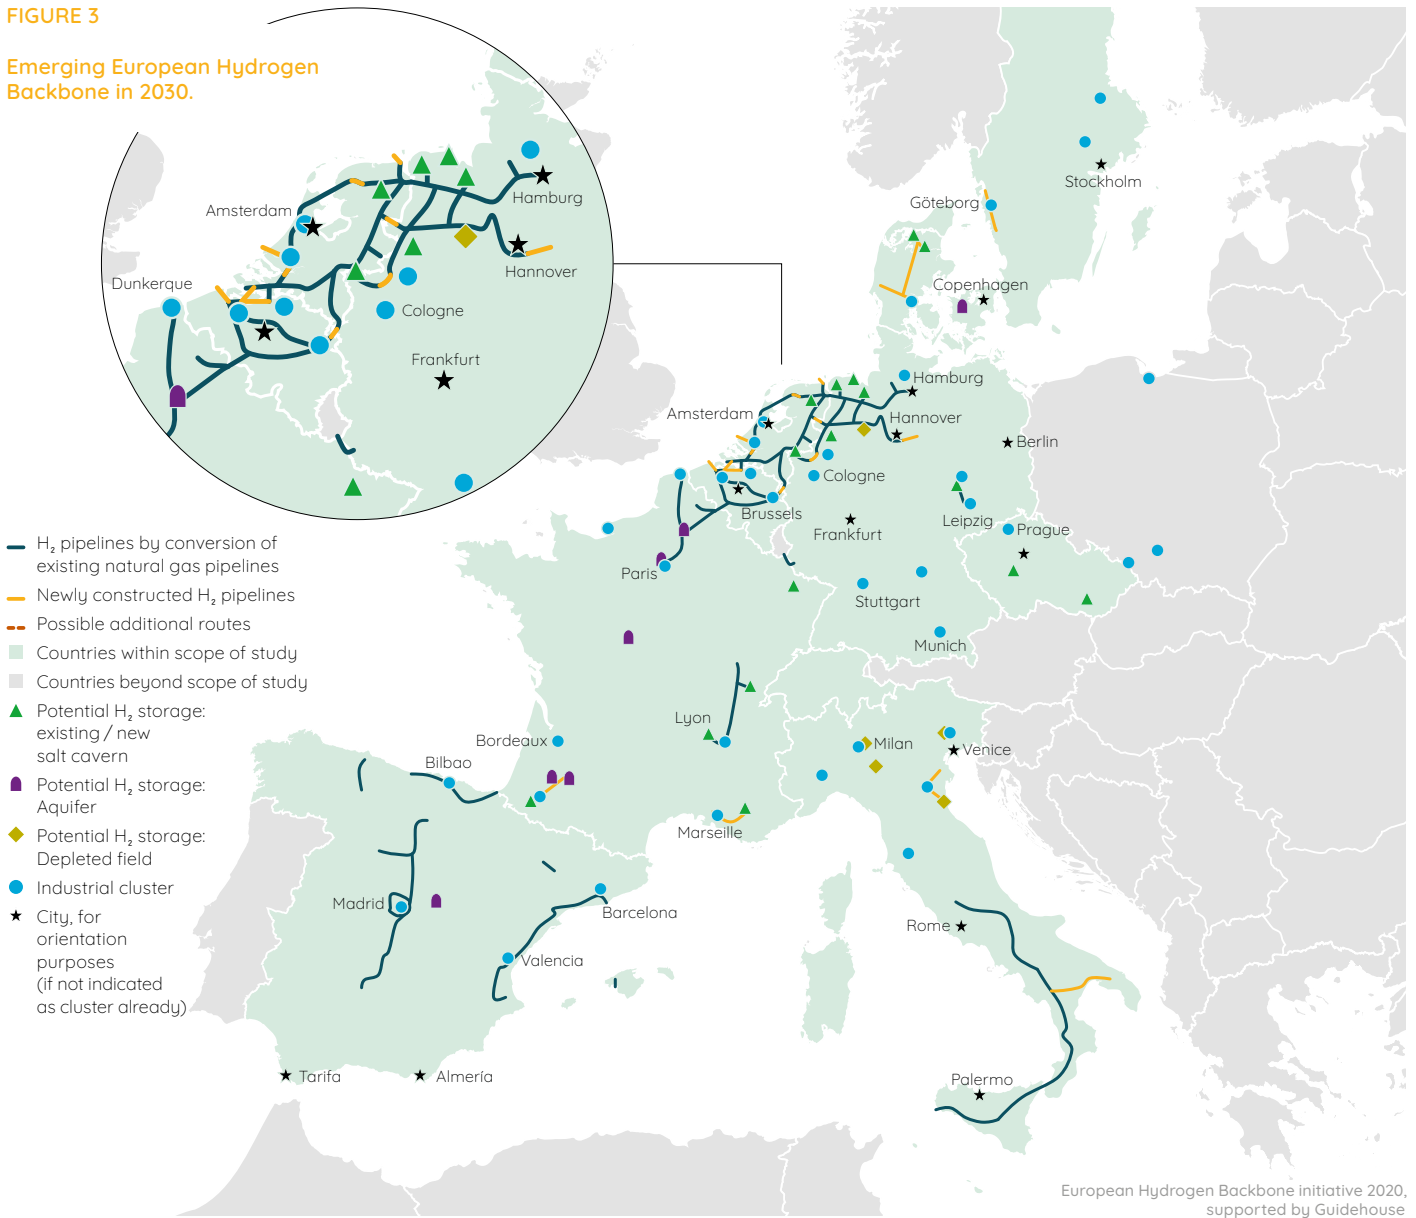 FIGURE 3
Emerging European Hydrogen
Backbone in 2030.
Amsterdam
Hamburg
Hannover
Dunkerque
Cologne
Frankfurt
Stockholm
Göteborg
Copenhagen
Hamburg
Amsterdam
Hannover
Berlin
Cologne
Brussels
Leipzig
Frankfurt
Prague
Paris
Stuttgart
Munich
Lyon
Bordeaux
Milan
Venice
Bilbao
Marseille
Madrid
Barcelona
Rome
Valencia
Tarifa
Almería
Palermo
H₂ pipelines by conversion of
existing natural gas pipelines
Newly constructed H₂ pipelines
Possible additional routes
Countries within scope of study
Countries beyond scope of study
Potential H₂ storage:
existing / new
salt cavern
Potential H₂ storage:
Aquifer
Potential H₂ storage:
Depleted field
Industrial cluster
City, for
orientation
purposes
(if not indicated
as cluster already)
European Hydrogen Backbone initiative 2020,
supported by Guidehouse